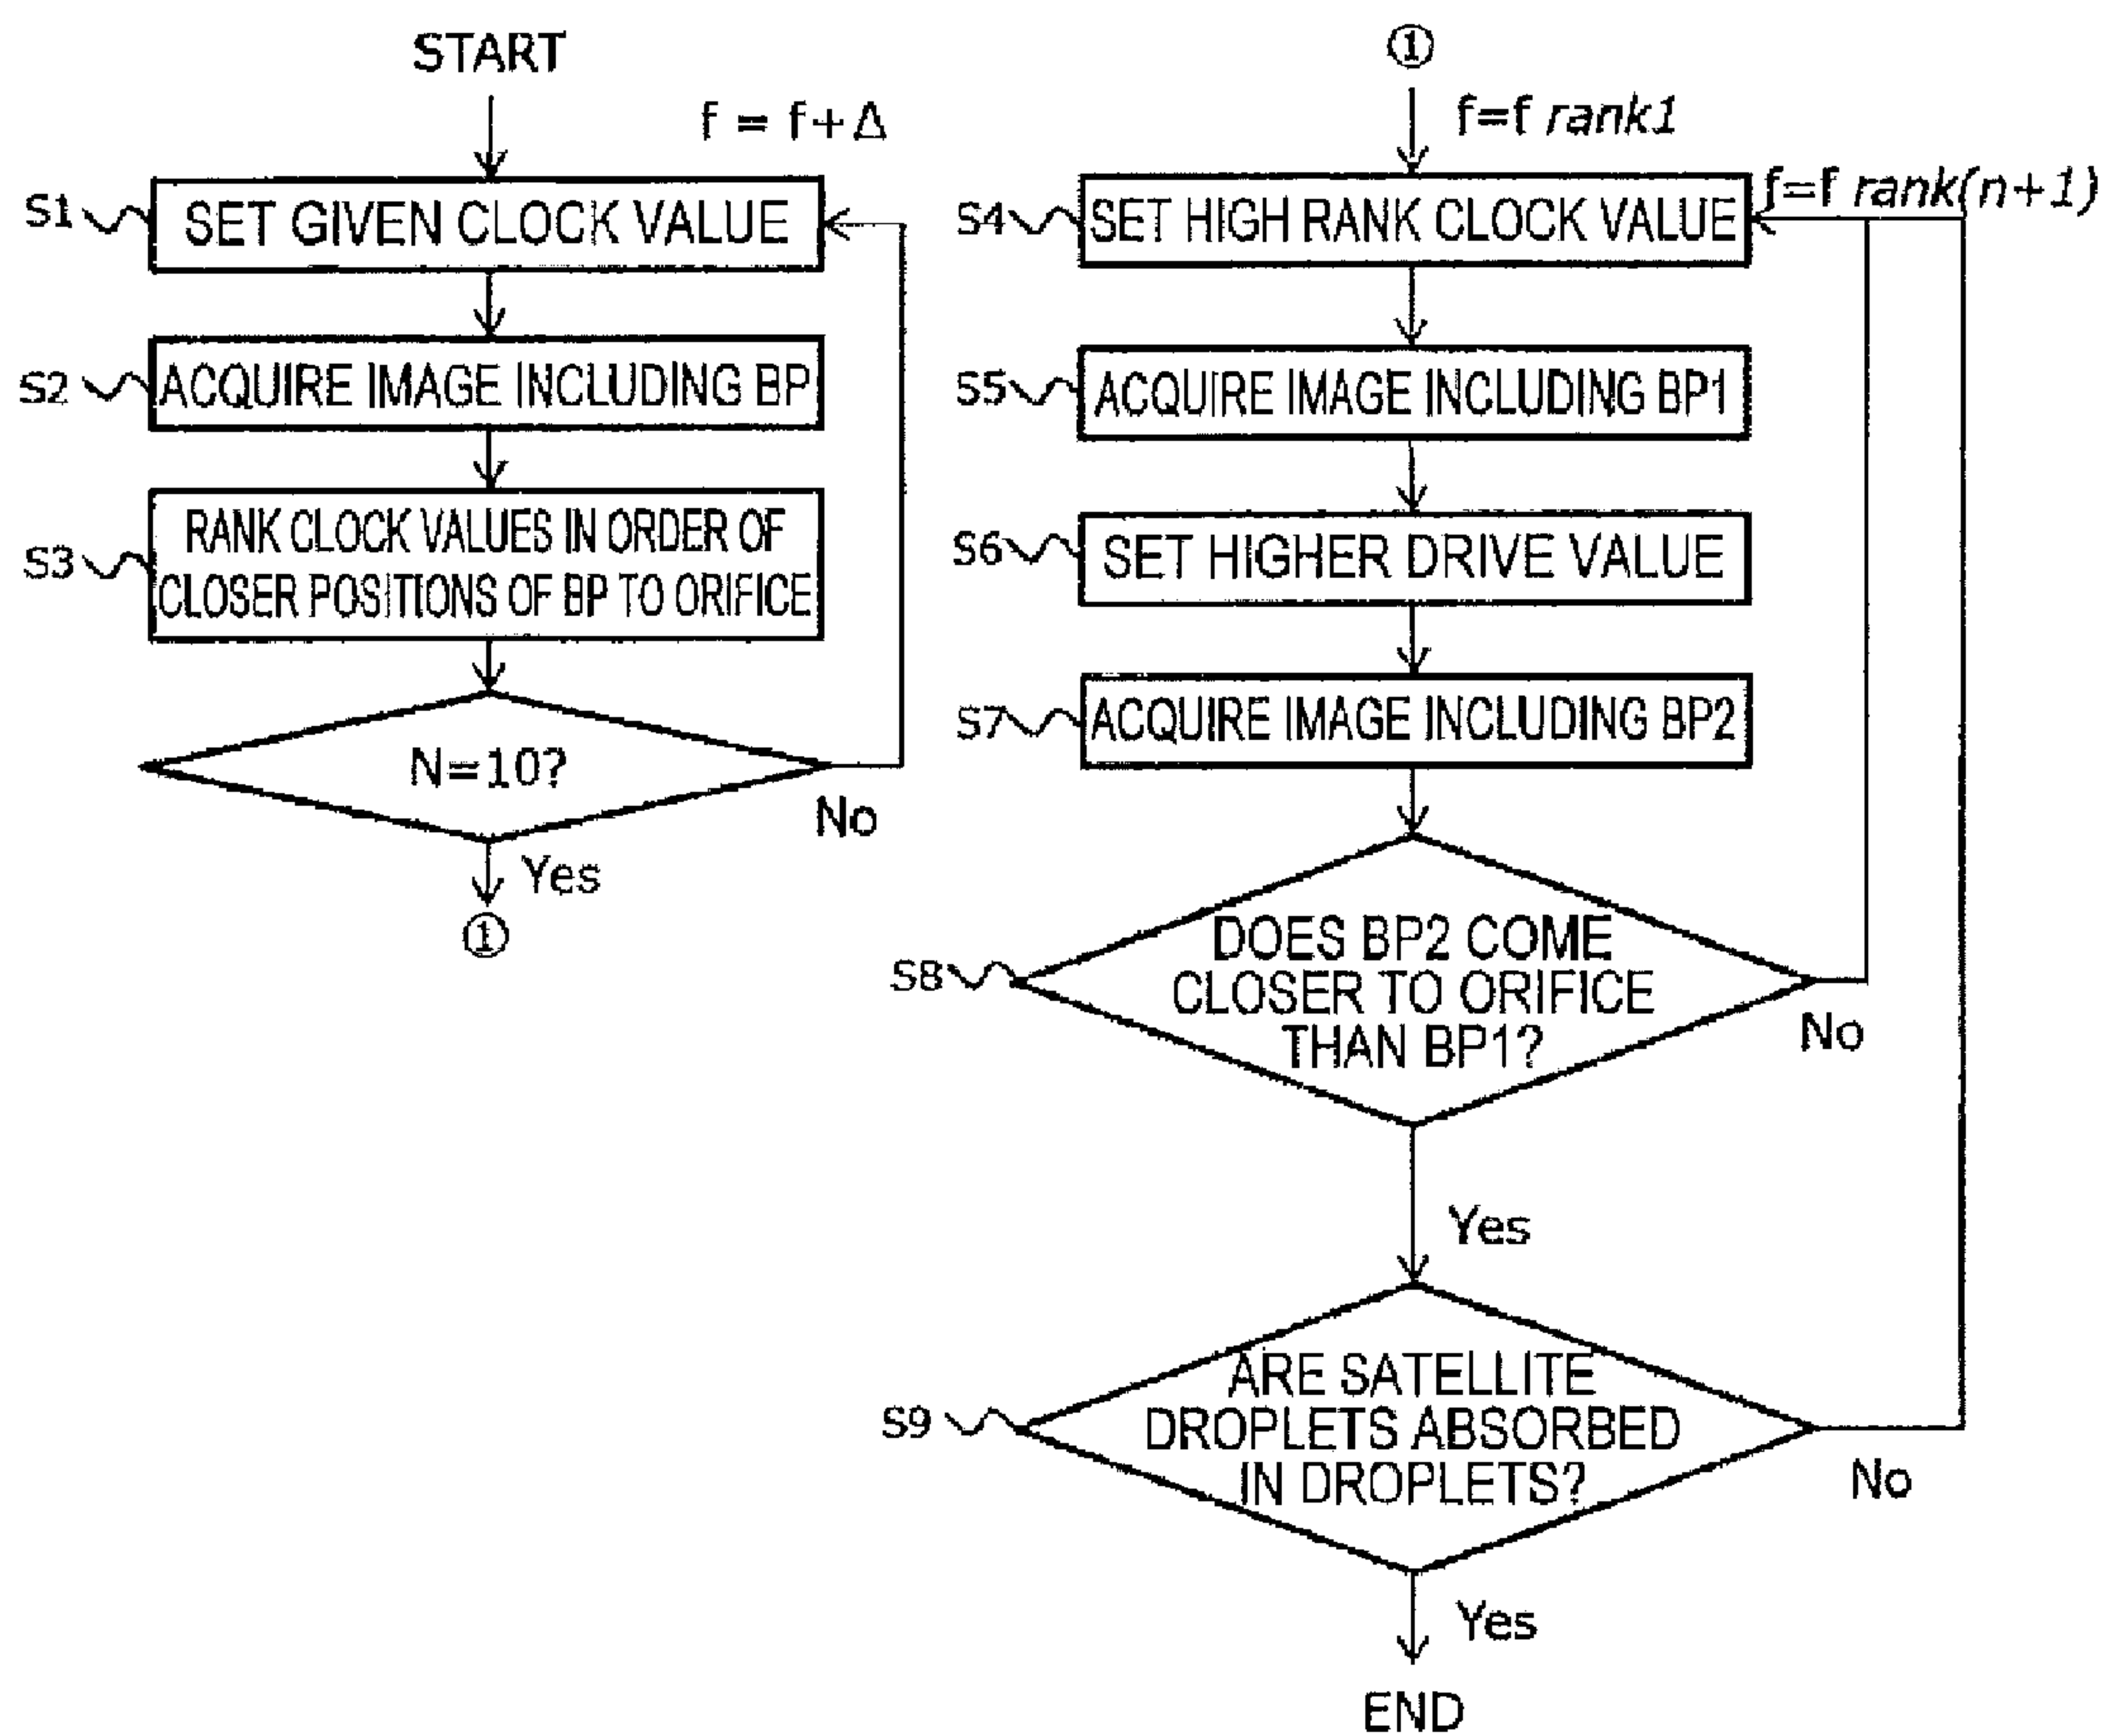 START
f = f+Δ
S1
SET GIVEN CLOCK VALUE
S2
ACQUIRE IMAGE INCLUDING BP
S3
RANK CLOCK VALUES IN ORDER OF
CLOSER POSITIONS OF BP TO ORIFICE
N=10?
No
Yes
①
①
f=f rank1
f=f rank(n+1)
S4
SET HIGH RANK CLOCK VALUE
S5
ACQUIRE IMAGE INCLUDING BP1
S6
SET HIGHER DRIVE VALUE
S7
ACQUIRE IMAGE INCLUDING BP2
S8
DOES BP2 COME
CLOSER TO ORIFICE
THAN BP1?
No
Yes
S9
ARE SATELLITE
DROPLETS ABSORBED
IN DROPLETS?
No
Yes
END